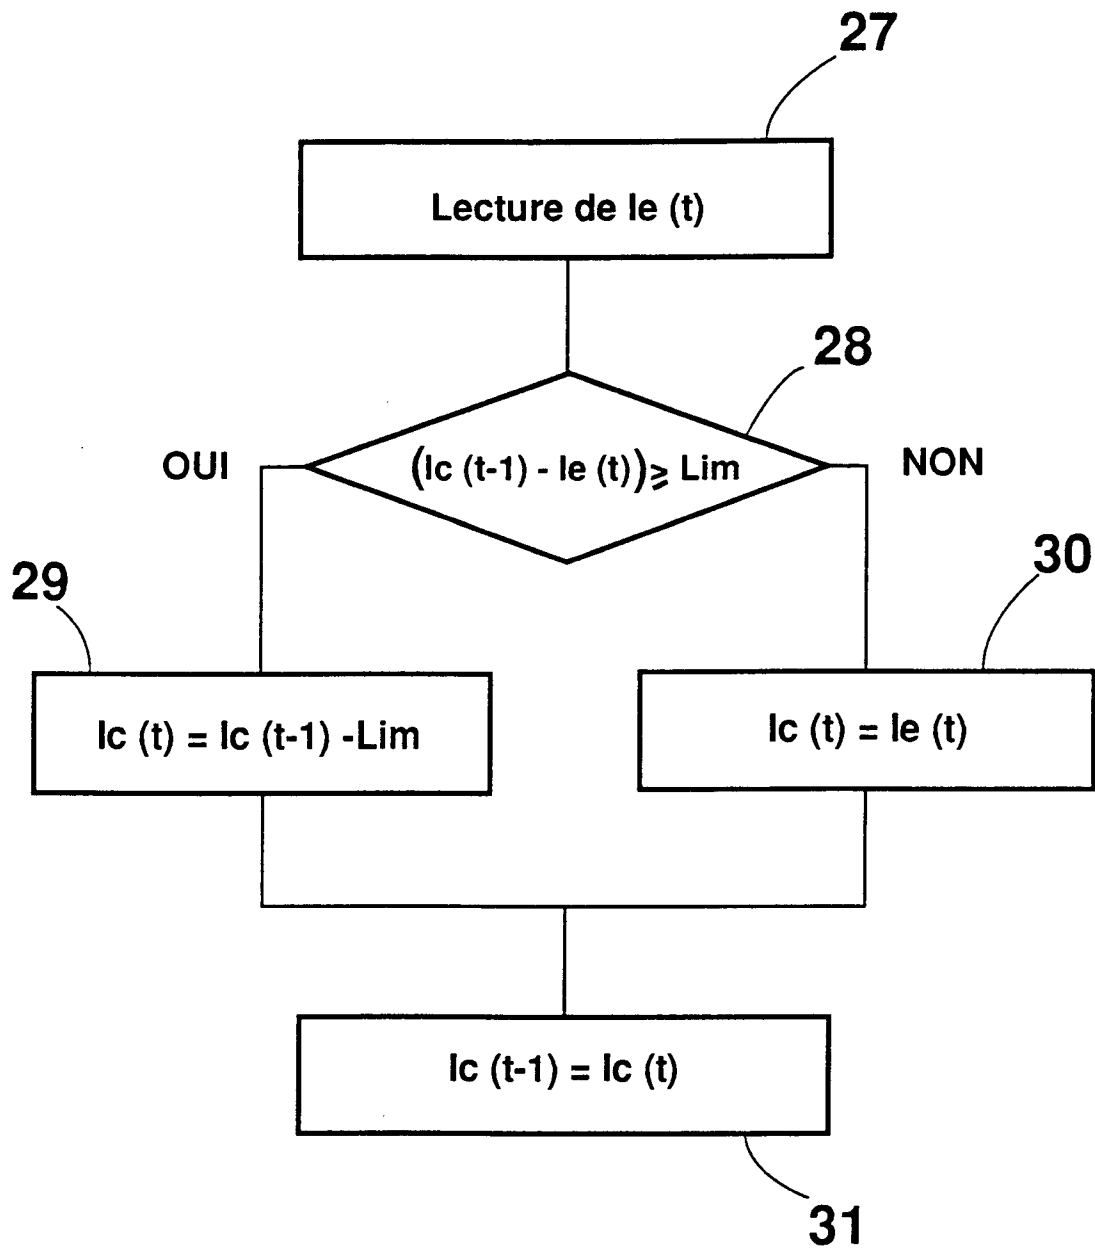 27
Lecture de Ie (t)
28
OUI
(Ic (t-1) - Ie (t)) ⩾ Lim
NON
29
30
Ic (t) = Ic (t-1) -Lim
Ic (t) = Ie (t)
Ic (t-1) = Ic (t)
31